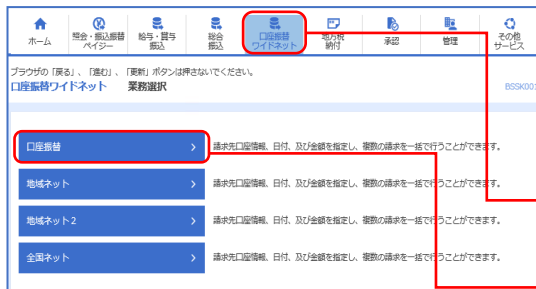 ホーム
照会・振込振替
ペイジー
給与・賞与
振込
総合
振込
口座振替
ワイドネット
地方税
納付
承認
管理
その他
サービス
ブラウザの「戻る」、「進む」、「更新」ボタンは押さないでください。
口座振替ワイドネット 業務選択 BSSK001
口座振替 > 請求先口座情報、日付、及び金額を指定し、複数の請求を一括で行うことができます。
地域ネット > 請求先口座情報、日付、及び金額を指定し、複数の請求を一括で行うことができます。
地域ネット2 > 請求先口座情報、日付、及び金額を指定し、複数の請求を一括で行うことができます。
全国ネット > 請求先口座情報、日付、及び金額を指定し、複数の請求を一括で行うことができます。